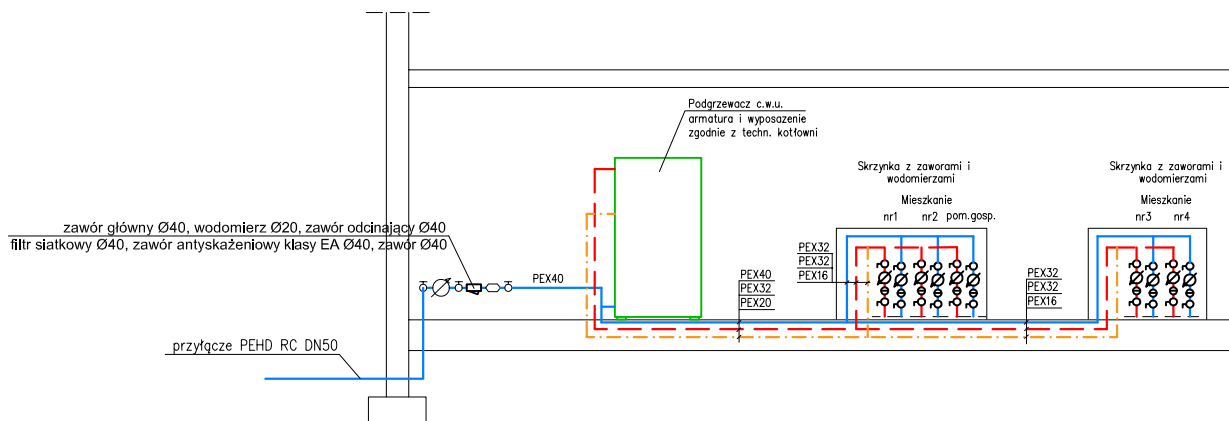 Podgrzewacz c.w.u.
armatura i wyposazenie
zgodnie z techn. kotłowni
Skrzynka z zaworami i
wodomierzami
Mieszkanie
nr1 nr2 pom.gosp.
Skrzynka z zaworami i
wodomierzami
Mieszkanie
nr3 nr4
zawór główny Ø40, wodomierz Ø20, zawór odcinający Ø40
filtr siatkowy Ø40, zawór antyskażeniowy klasy EA Ø40, zawór Ø40
PEX40
PEX40
PEX32
PEX20
PEX32
PEX32
PEX16
PEX32
PEX32
PEX16
przyłącze PEHD RC DN50